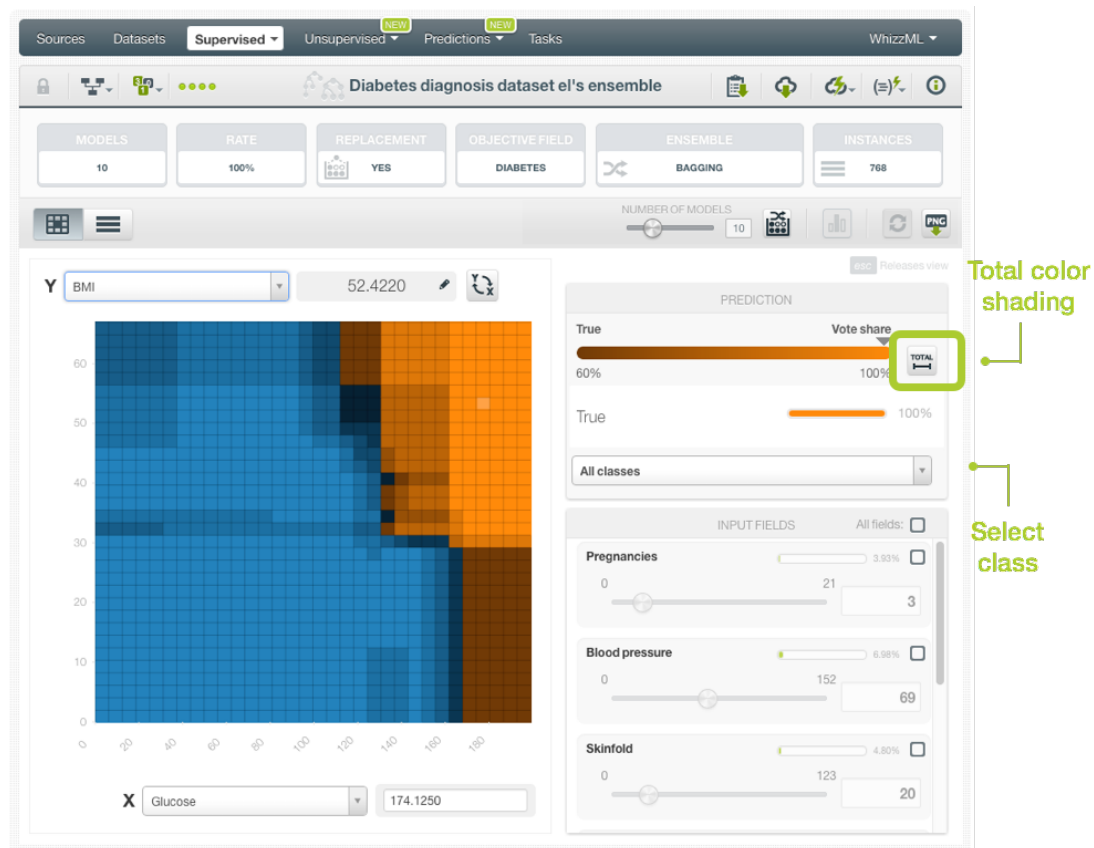 NEW
NEW
Sources Datasets Supervised Unsupervised Predictions Tasks WhizzML
Diabetes diagnosis dataset el's ensemble
MODELS RATE REPLACEMENT OBJECTIVE FIELD ENSEMBLE INSTANCES
10 100% YES DIABETES BAGGING 768
NUMBER OF MODELS
10
PNG
esc Releases view
Total color
shading
Y BMI 52.4220 Y X
PREDICTION
True Vote share
TOTAL
60% 100%
True 100%
All classes
Select
class
INPUT FIELDS All fields:
Pregnancies 3.93%
0 21
3
Blood pressure 6.98%
0 152
69
Skinfold 4.80%
0 123
20
60
50
40
30
20
10
0
0 20 40 60 80 100 120 140 160 180
X Glucose 174.1250